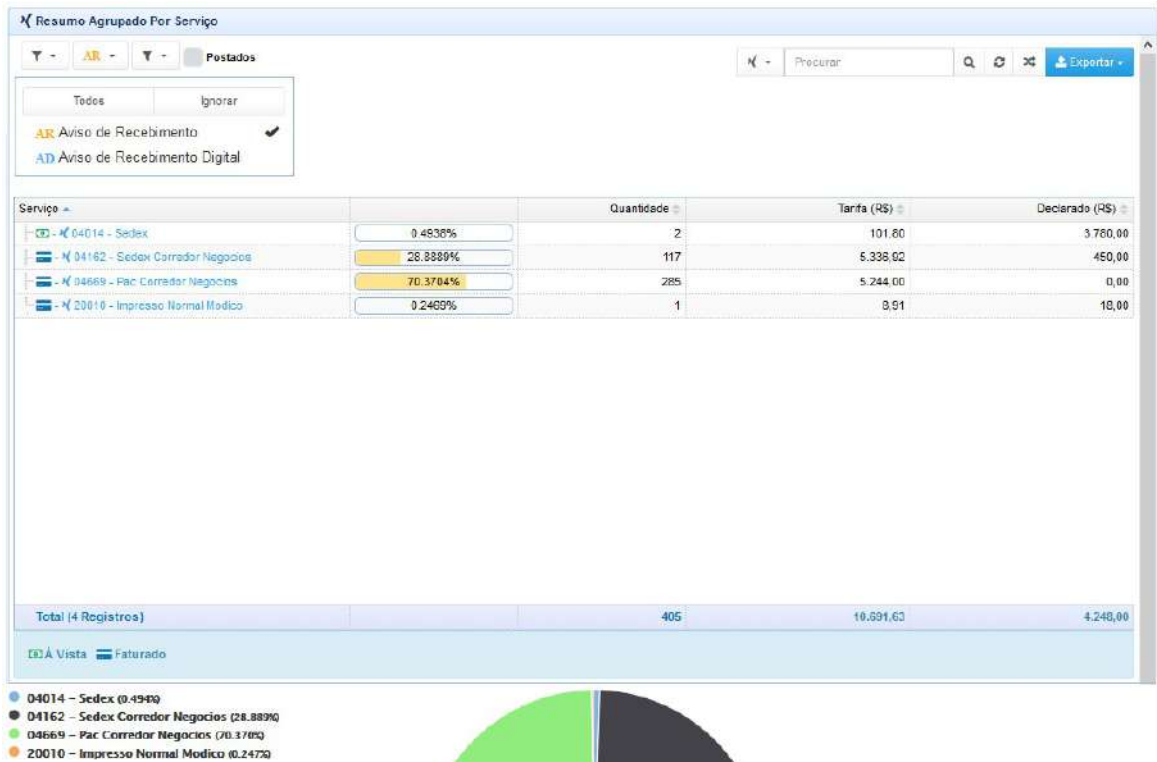 Resumo Agrupado Por Serviço
AR Postados Procurar Exportar
Todos Ignorar
AR Aviso de Recebimento
AD Aviso de Recebimento Digital
Serviço Quantidade Tarifa (R$) Declarado (R$)
- 04014 - Sedex 0.4938% 2 101,80 3.780,00
- 04162 - Sedex Corredor Negocios 28.8889% 117 5.336,92 450,00
- 04669 - Pac Corredor Negocios 70.3704% 285 5.244,00 0,00
- 20010 - Impresso Normal Modico 0.2469% 1 8,91 18,00
Total (4 Registros) 405 10.691,63 4.248,00
À Vista Faturado
04014 – Sedex (0.494%)
04162 – Sedex Corredor Negocios (28.889%)
04669 – Pac Corredor Negocios (70.370%)
20010 – Impresso Normal Modico (0.247%)